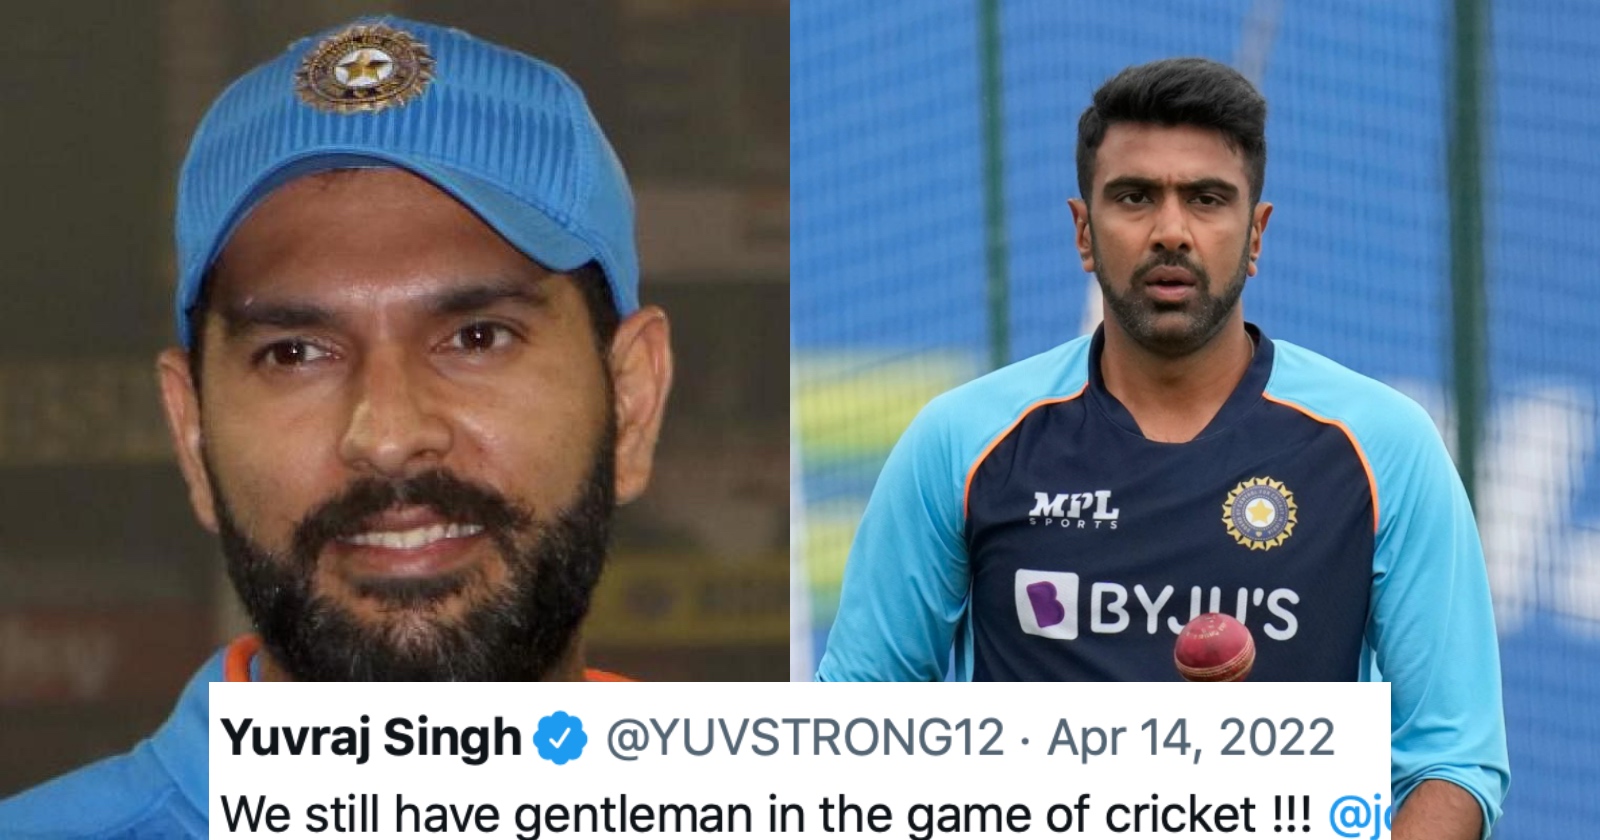 MPL
SPORTS
BYJU'S
Yuvraj Singh @YUVSTRONG12 · Apr 14, 2022
We still have gentleman in the game of cricket !!!